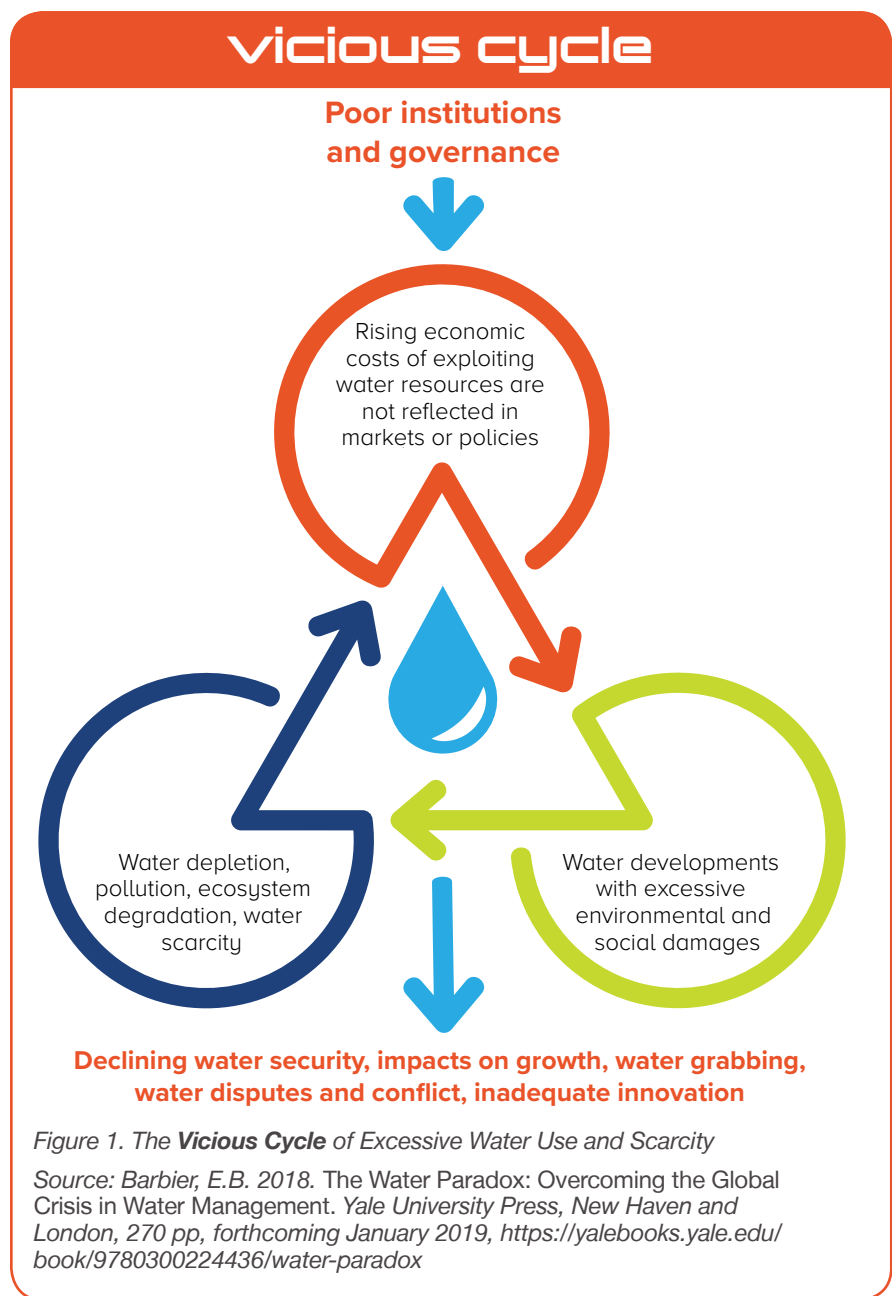 vicious cycle
Poor institutions
and governance
Rising economic
costs of exploiting
water resources are
not reflected in
markets or policies
Water depletion,
pollution, ecosystem
degradation, water
scarcity
Water developments
with excessive
environmental and
social damages
Declining water security, impacts on growth, water grabbing,
water disputes and conflict, inadequate innovation
Figure 1. The Vicious Cycle of Excessive Water Use and Scarcity
Source: Barbier, E.B. 2018. The Water Paradox: Overcoming the Global
Crisis in Water Management. Yale University Press, New Haven and
London, 270 pp, forthcoming January 2019, https://yalebooks.yale.edu/
book/9780300224436/water-paradox